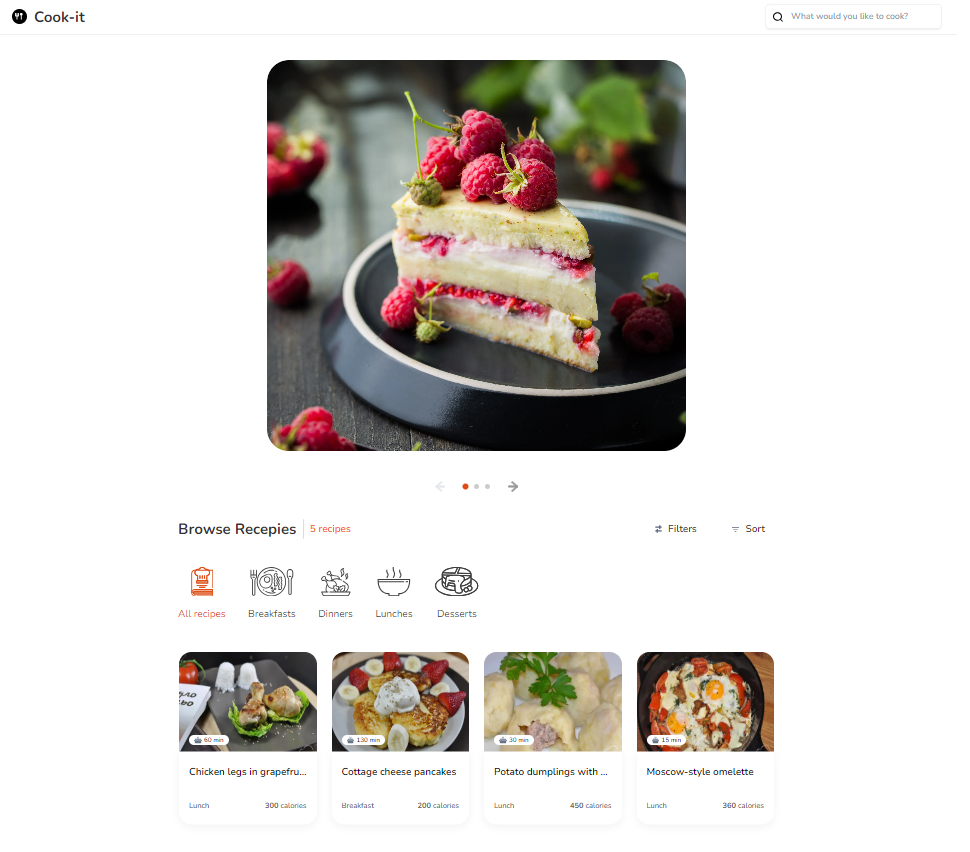 Cook-it
What would you like to cook?
Browse Recepies
5 recipes
Filters
Sort
All recipes
Breakfasts
Dinners
Lunches
Desserts
60 min
130 min
30 min
15 min
Chicken legs in grapefru...
Cottage cheese pancakes
Potato dumplings with ...
Moscow-style omelette
Lunch
300 calories
Breakfast
200 calories
Lunch
450 calories
Lunch
360 calories